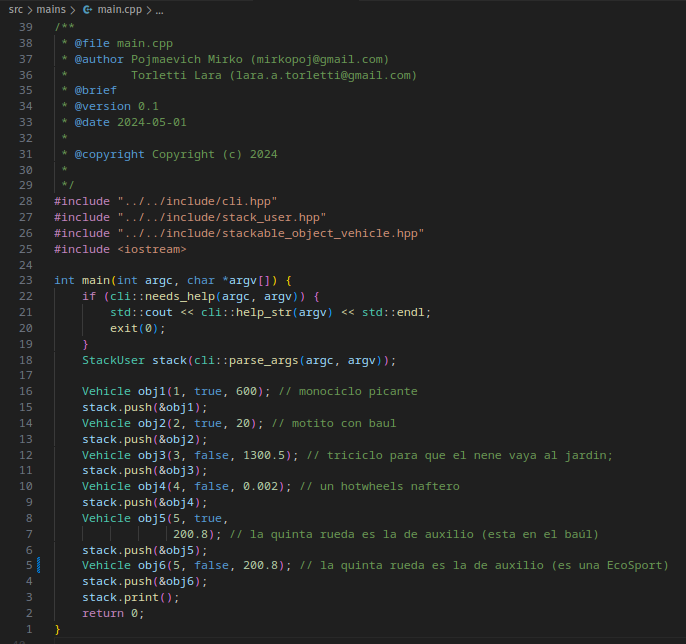 src > mains > main.cpp > ...
39 /**
38  * @file main.cpp
37  * @author Pojmaevich Mirko (mirkopoj@gmail.com)
36  *         Torletti Lara (lara.a.torletti@gmail.com)
35  * @brief
34  * @version 0.1
33  * @date 2024-05-01
32  *
31  * @copyright Copyright (c) 2024
30  *
29  */
28 #include "../../include/cli.hpp"
27 #include "../../include/stack_user.hpp"
26 #include "../../include/stackable_object_vehicle.hpp"
25 #include <iostream>
24
23 int main(int argc, char *argv[]) {
22     if (cli::needs_help(argc, argv)) {
21         std::cout << cli::help_str(argv) << std::endl;
20         exit(0);
19     }
18     StackUser stack(cli::parse_args(argc, argv));
17
16     Vehicle obj1(1, true, 600); // monociclo picante
15     stack.push(&obj1);
14     Vehicle obj2(2, true, 20); // motito con baul
13     stack.push(&obj2);
12     Vehicle obj3(3, false, 1300.5); // triciclo para que el nene vaya al jardin;
11     stack.push(&obj3);
10     Vehicle obj4(4, false, 0.002); // un hotwheels naftero
9     stack.push(&obj4);
8     Vehicle obj5(5, true,
7                  200.8); // la quinta rueda es la de auxilio (esta en el baúl)
6     stack.push(&obj5);
5     Vehicle obj6(5, false, 200.8); // la quinta rueda es la de auxilio (es una EcoSport)
4     stack.push(&obj6);
3     stack.print();
2     return 0;
1 }